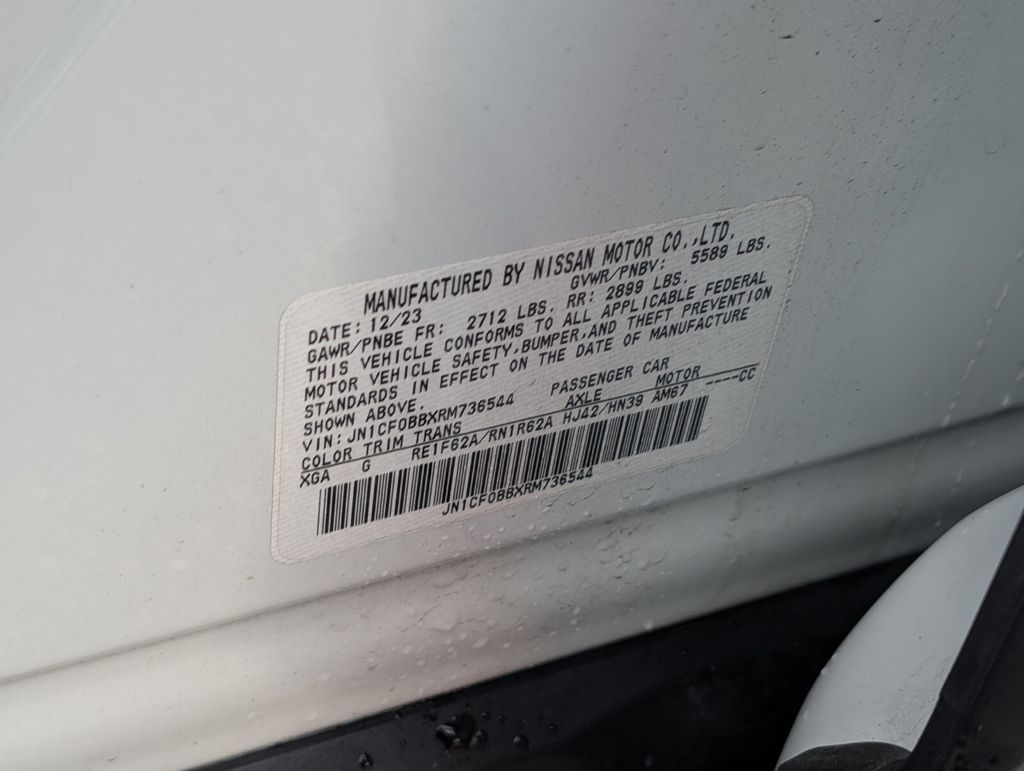 MANUFACTURED BY NISSAN MOTOR CO.,LTD.
DATE: 12/23 GVWR/PNBV: 5589 LBS.
GAWR/PNBE FR: 2712 LBS. RR: 2899 LBS.
THIS VEHICLE CONFORMS TO ALL APPLICABLE FEDERAL
MOTOR VEHICLE SAFETY,BUMPER,AND THEFT PREVENTION
STANDARDS IN EFFECT ON THE DATE OF MANUFACTURE
SHOWN ABOVE.
VIN: JN1CF0BBXRM736544 PASSENGER CAR
COLOR TRIM TRANS AXLE MOTOR ----CC
XGA G RE1F62A/RN1R62A HJ42/HN39 AM67
JN1CF0BBXRM736544